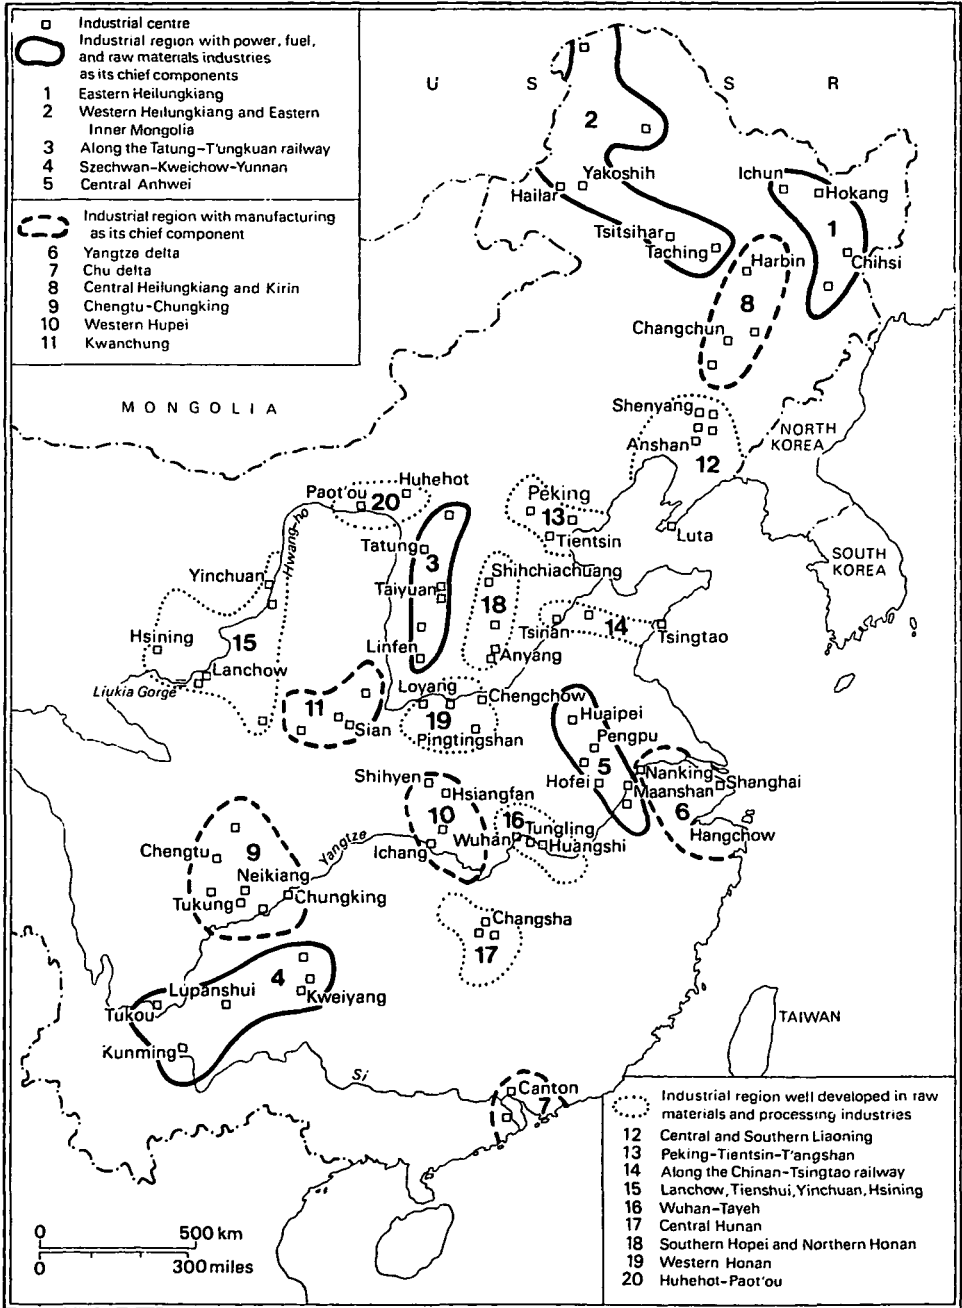 Industrial centre
Industrial region with power, fuel,
and raw materials industries
as its chief components
1 Eastern Heilungkiang
2 Western Heilungkiang and Eastern
Inner Mongolia
3 Along the Tatung-T'ungkuan railway
4 Szechwan-Kweichow-Yunnan
5 Central Anhwei
Industrial region with manufacturing
as its chief component
6 Yangtze delta
7 Chu delta
8 Central Heilungkiang and Kirin
9 Chengtu-Chungking
10 Western Hupei
11 Kwanchung
U S S R
2
Yakoshih
Hailar
Ichun
Hokang
1
Tsitsihar
Taching
Chihsi
Harbin
8
Changchun
MONGOLIA
Shenyang
Anshan
12
NORTH
KOREA
Huhehot
Paot'ou
20
Peking
13
Tientsin
Luta
Hwang-ho
Tatung
3
SOUTH
KOREA
Yinchuan
Taiyuan
Shihchiachuang
18
Hsining
15
Tsinan
14
Tsingtao
Linfen
Anyang
Lanchow
Liukia Gorge
Loyang
Chengchow
11
Sian
19
Pingtingshan
Huaipei
Pengpu
5
Hofei
Nanking
Maanshan
Shanghai
6
Hangchow
Shihyen
Hsiangfan
10
16
Tungling
Wuhan
Huangshi
Ichang
Yangtze
Chengtu
9
Neikiang
Tukung
Chungking
Changsha
17
4
Lupanshui
Kweiyang
Tukou
Kunming
TAIWAN
Si
Canton
7
0 500 km
0 300 miles
Industrial region well developed in raw
materials and processing industries
12 Central and Southern Liaoning
13 Peking-Tientsin-T'angshan
14 Along the Chinan-Tsingtao railway
15 Lanchow, Tienshui, Yinchuan, Hsining
16 Wuhan-Tayeh
17 Central Hunan
18 Southern Hopei and Northern Honan
19 Western Honan
20 Huhehot-Paot'ou